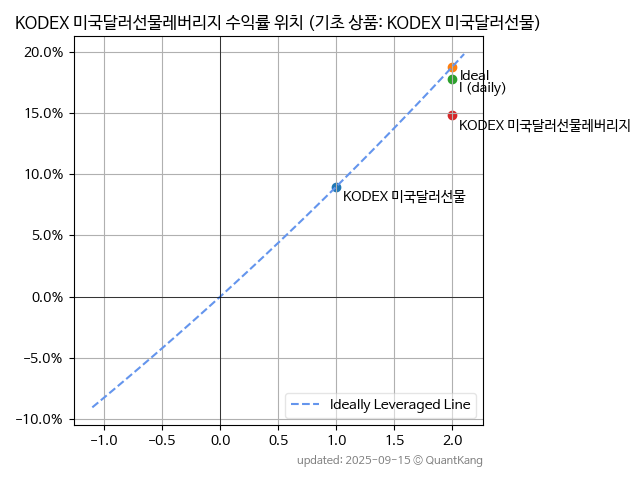 KODEX 미국달러선물레버리지 수익률 위치 (기초 상품: KODEX 미국달러선물)
20.0%
15.0%
10.0%
5.0%
0.0%
−5.0%
−10.0%
Ideal
l (daily)
KODEX 미국달러선물레버리지
KODEX 미국달러선물
Ideally Leveraged Line
−1.0 −0.5 0.0 0.5 1.0 1.5 2.0
updated: 2025-09-15 © QuantKang